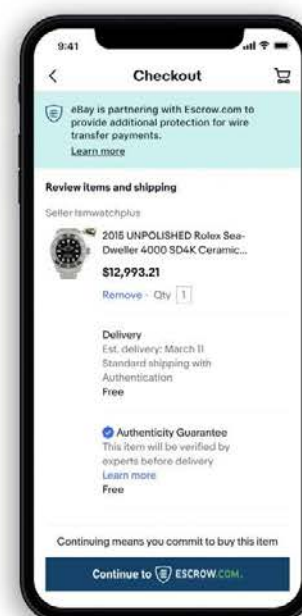 9:41
Checkout
eBay is partnering with Escrow.com to
provide additional protection for wire
transfer payments.
Learn more
Review items and shipping
Seller tsmwatchplus
2015 UNPOLISHED Rolex Sea-
Dweller 4000 SD4K Ceramic...
$12,993.21
Remove - Qty 1
Delivery
Est. delivery: March 11
Standard shipping with
Authentication
Free
Authenticity Guarantee
This item will be verified by
experts before delivery
Learn more
Free
Continuing means you commit to buy this item
Continue to ESCROW.COM.